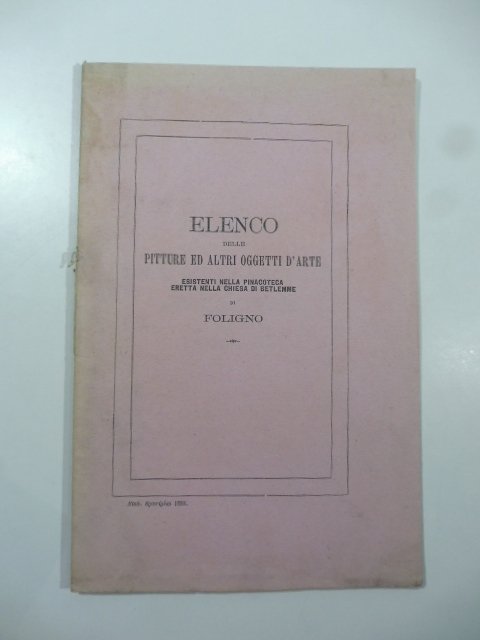 ELENCO
DELLE
PITTURE ED ALTRI OGGETTI D'ARTE
ESISTENTI NELLA PINACOTECA
ERETTA NELLA CHIESA DI BETLEMME
DI
FOLIGNO